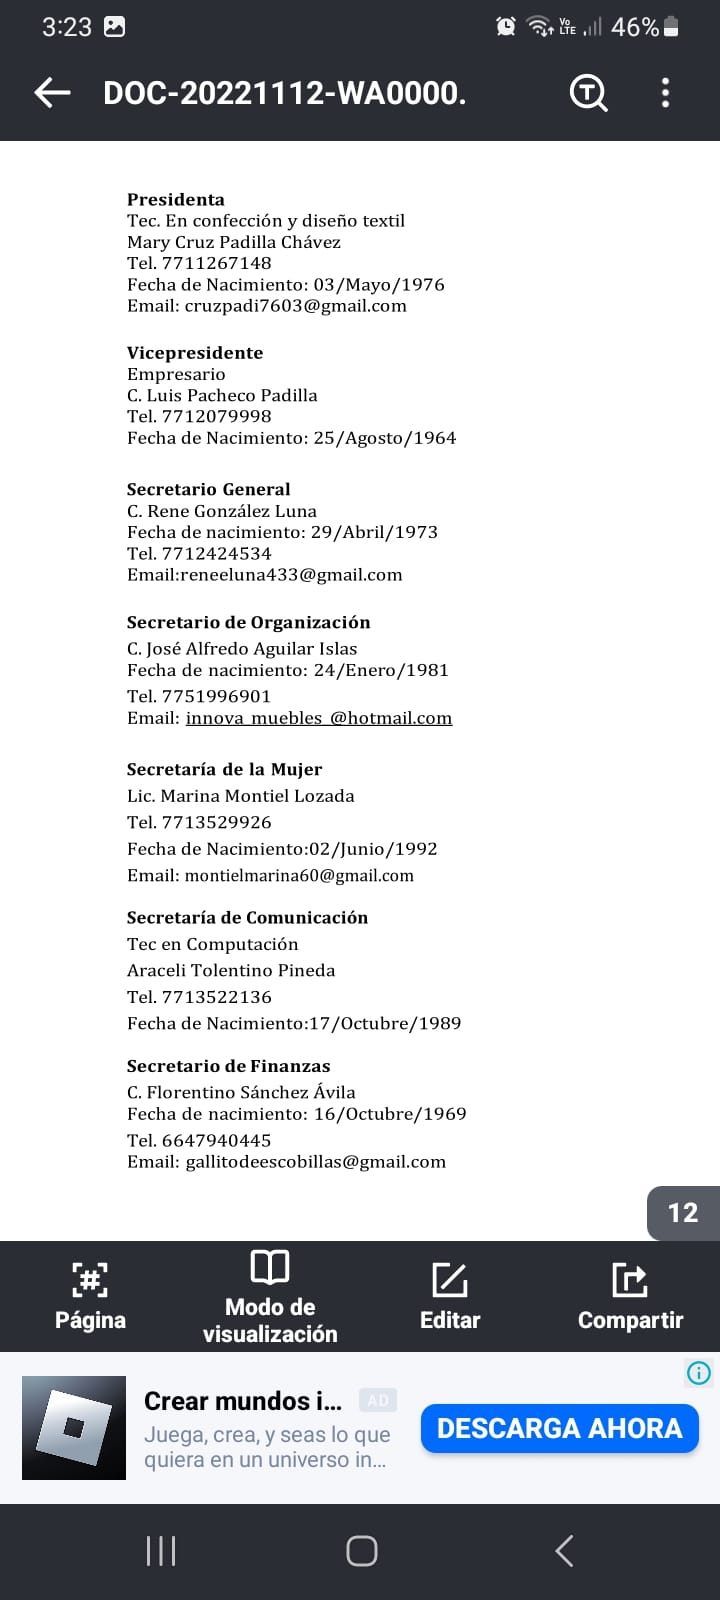 3:23
Vo LTE 46%
DOC-20221112-WA0000.
Presidenta
Tec. En confección y diseño textil
Mary Cruz Padilla Chávez
Tel. 7711267148
Fecha de Nacimiento: 03/Mayo/1976
Email: cruzpadi7603@gmail.com
Vicepresidente
Empresario
C. Luis Pacheco Padilla
Tel. 7712079998
Fecha de Nacimiento: 25/Agosto/1964
Secretario General
C. Rene González Luna
Fecha de nacimiento: 29/Abril/1973
Tel. 7712424534
Email:reneeluna433@gmail.com
Secretario de Organización
C. José Alfredo Aguilar Islas
Fecha de nacimiento: 24/Enero/1981
Tel. 7751996901
Email: innova_muebles_@hotmail.com
Secretaría de la Mujer
Lic. Marina Montiel Lozada
Tel. 7713529926
Fecha de Nacimiento:02/Junio/1992
Email: montielmarina60@gmail.com
Secretaría de Comunicación
Tec en Computación
Araceli Tolentino Pineda
Tel. 7713522136
Fecha de Nacimiento:17/Octubre/1989
Secretario de Finanzas
C. Florentino Sánchez Ávila
Fecha de nacimiento: 16/Octubre/1969
Tel. 6647940445
Email: gallitodeescobillas@gmail.com
12
Página
Modo de
visualización
Editar
Compartir
Crear mundos i... AD
Juega, crea, y seas lo que
quiera en un universo in...
DESCARGA AHORA